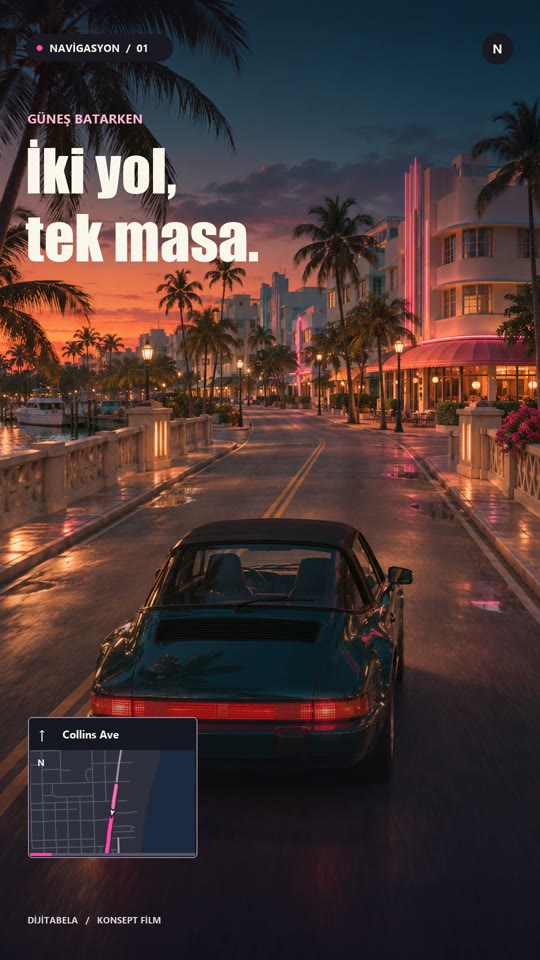 NAVİGASYON / 01
N
GÜNEŞ BATARKEN
İki yol,
tek masa.
↑ Collins Ave
N
DİJİTABELA / KONSEPT FİLM